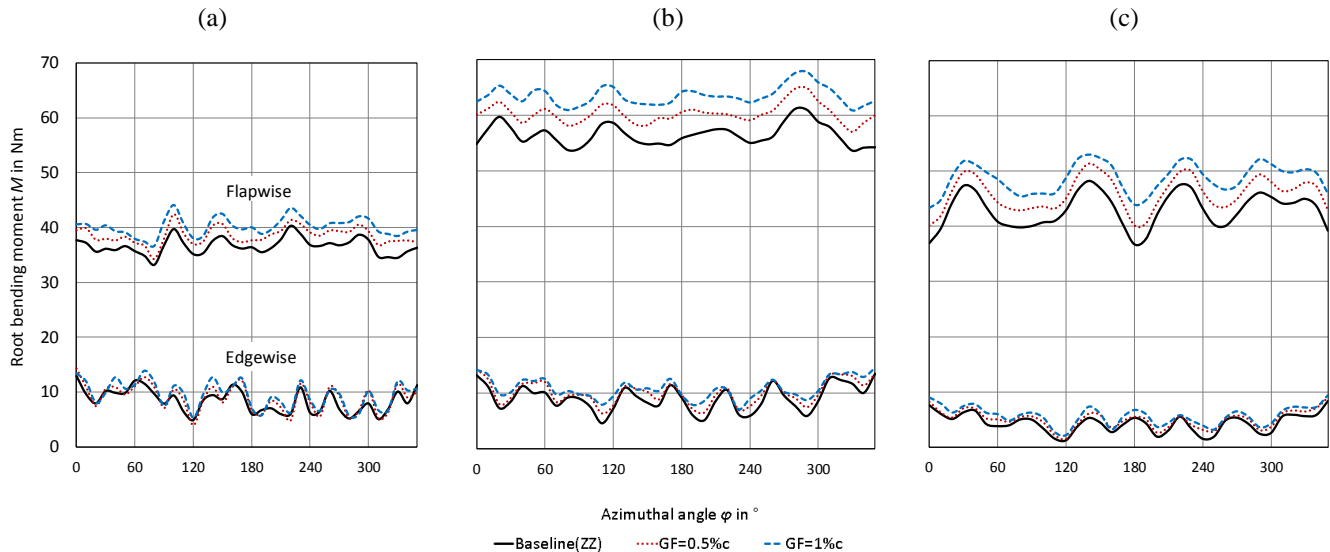 (a) (b) (c)
Root bending moment M in Nm
70
60
50
40
30
20
10
0
Flapwise
Edgewise
0 60 120 180 240 300
0 60 120 180 240 300
0 60 120 180 240 300
Azimuthal angle φ in °
Baseline(ZZ) GF=0.5%c GF=1%c